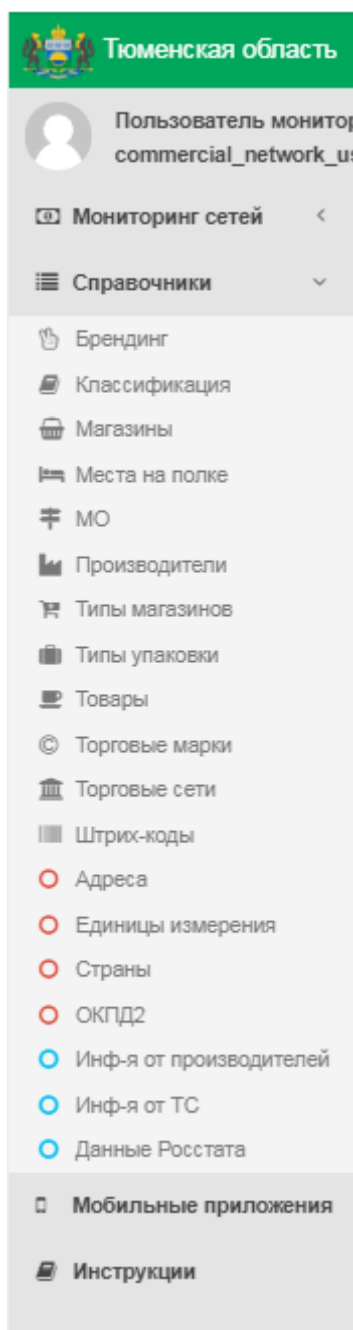 Тюменская область
Пользователь
commercial_network_
Мониторинг сетей
Справочники
Брендинг
Классификация
Магазины
Места на полке
МО
Производители
Типы магазинов
Типы упаковки
Товары
Торговые марки
Торговые сети
Штрих-коды
Адреса
Единицы измерения
Страны
ОКПД2
Инф-я от производителей
Инф-я от ТС
Данные Росстата
Мобильные приложения
Инструкции